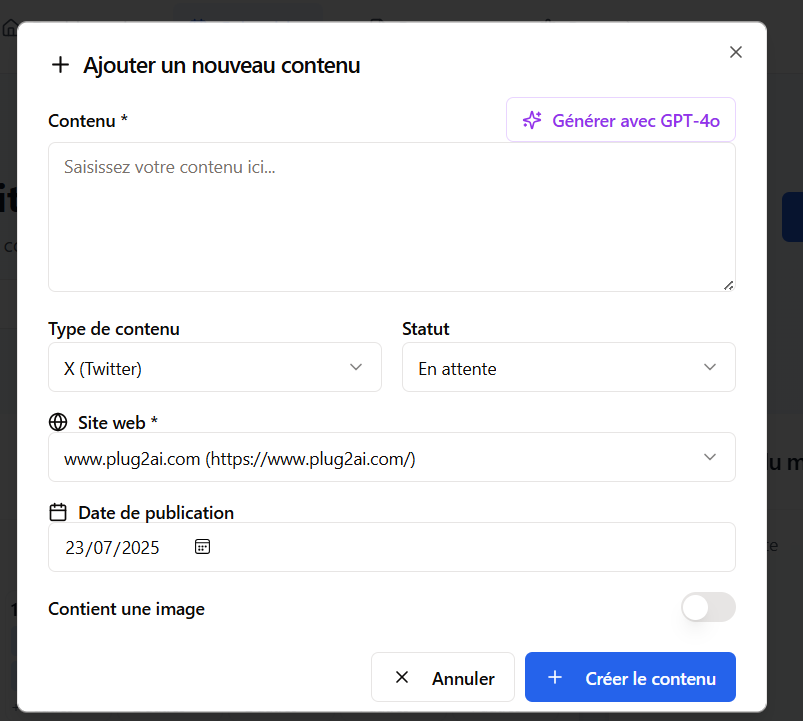 Ajouter un nouveau contenu
Contenu *
Générer avec GPT-4o
Saisissez votre contenu ici...
Type de contenu
Statut
X (Twitter)
En attente
Site web *
www.plug2ai.com (https://www.plug2ai.com/)
Date de publication
23/07/2025
Contient une image
Annuler
Créer le contenu